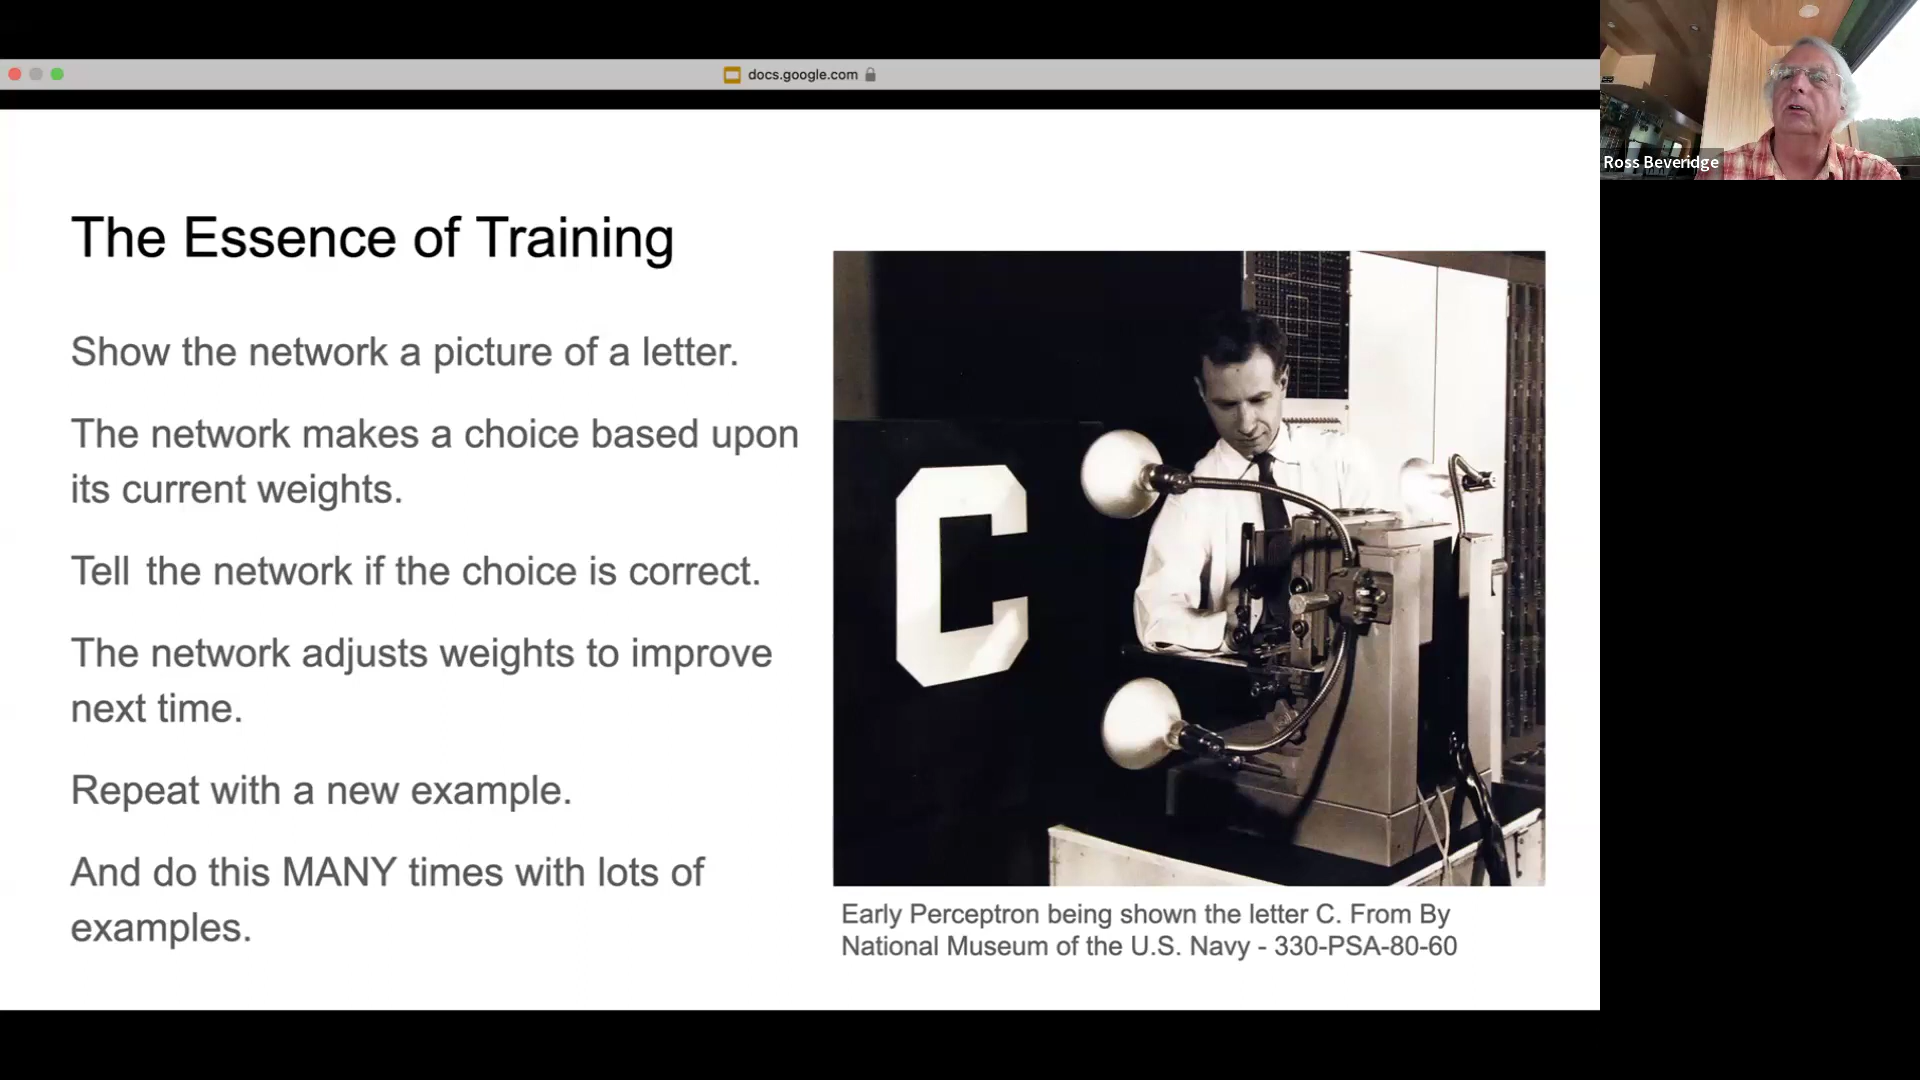 docs.google.com
Ross Beveridge
The Essence of Training
Show the network a picture of a letter.
The network makes a choice based upon
its current weights.
Tell the network if the choice is correct.
The network adjusts weights to improve
next time.
Repeat with a new example.
And do this MANY times with lots of
examples.
C
Early Perceptron being shown the letter C. From By
National Museum of the U.S. Navy - 330-PSA-80-60